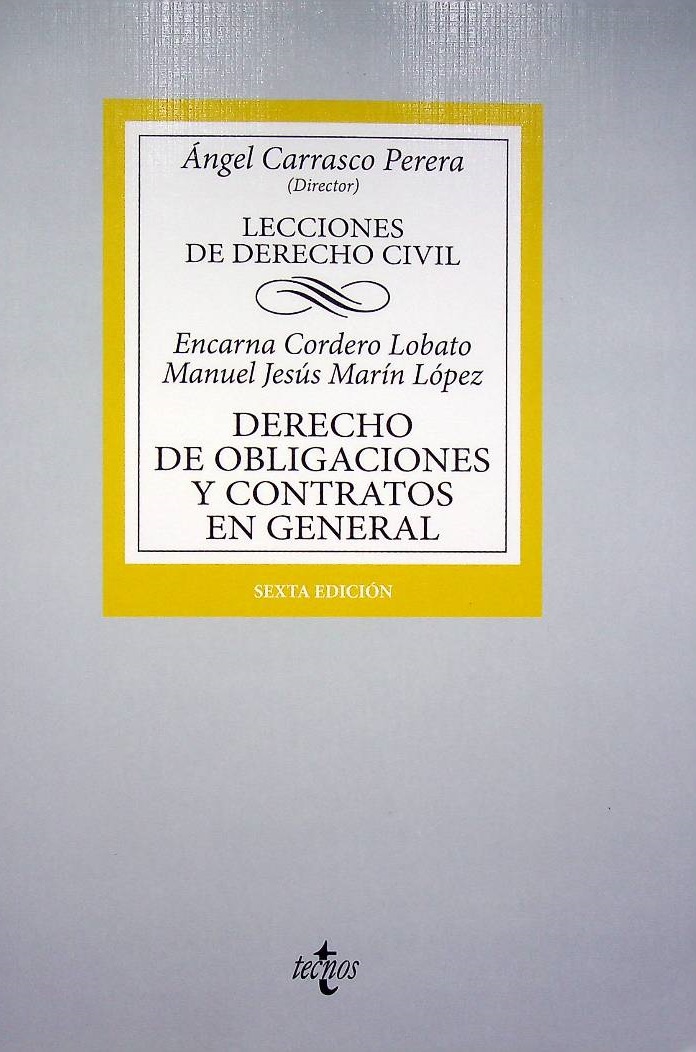 Ángel Carrasco Perera
(Director)
LECCIONES
DE DERECHO CIVIL
Encarna Cordero Lobato
Manuel Jesús Marín López
DERECHO
DE OBLIGACIONES
Y CONTRATOS
EN GENERAL
SEXTA EDICIÓN
tecnos